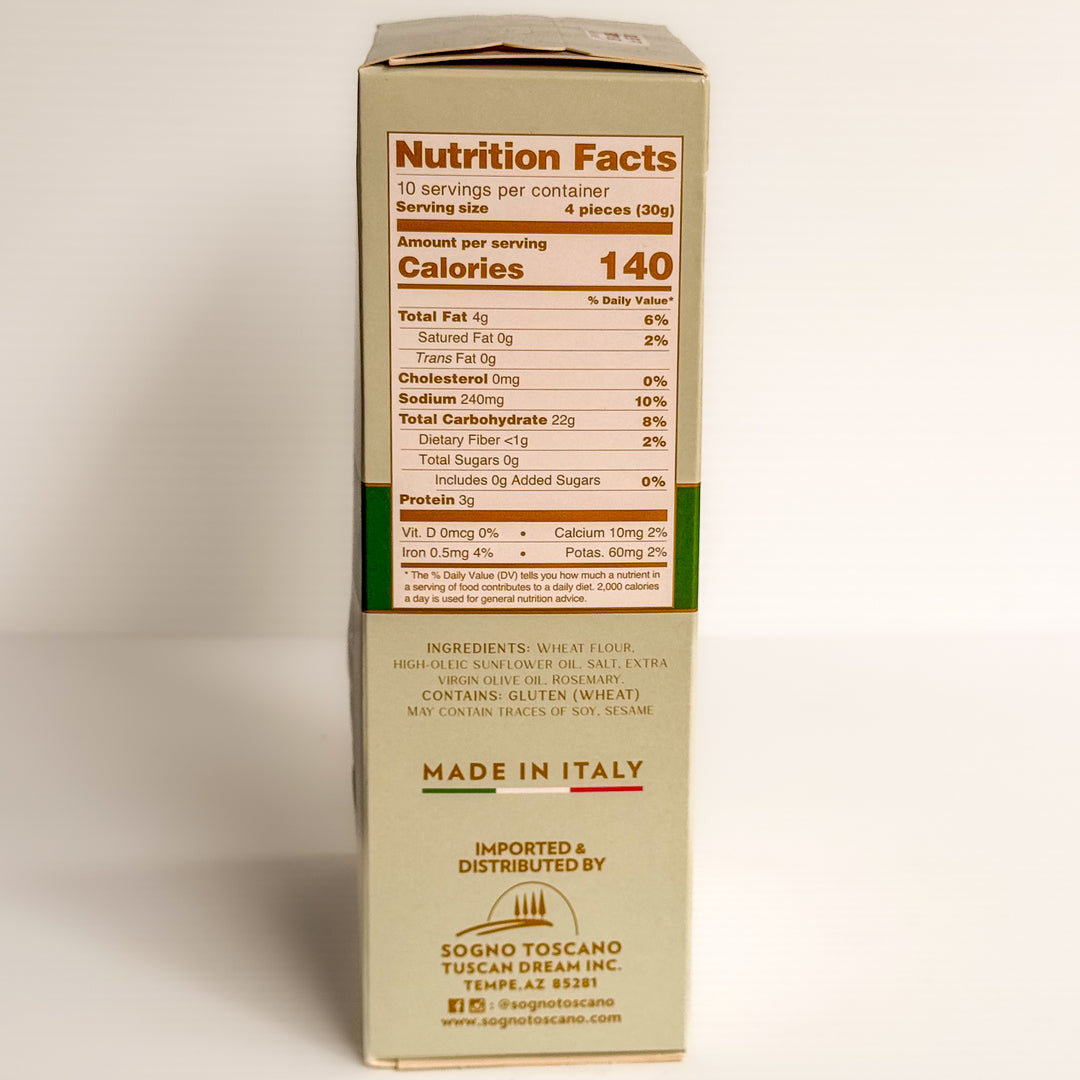 Nutrition Facts
10 servings per container
Serving size 4 pieces (30g)
Amount per serving
Calories 140
% Daily Value*
Total Fat 4g 6%
Satured Fat 0g 2%
Trans Fat 0g
Cholesterol 0mg 0%
Sodium 240mg 10%
Total Carbohydrate 22g 8%
Dietary Fiber <1g 2%
Total Sugars 0g
Includes 0g Added Sugars 0%
Protein 3g
Vit. D 0mcg 0% • Calcium 10mg 2%
Iron 0.5mg 4% • Potas. 60mg 2%
* The % Daily Value (DV) tells you how much a nutrient in
a serving of food contributes to a daily diet. 2,000 calories
a day is used for general nutrition advice.
INGREDIENTS: WHEAT FLOUR,
HIGH-OLEIC SUNFLOWER OIL, SALT, EXTRA
VIRGIN OLIVE OIL, ROSEMARY.
CONTAINS: GLUTEN (WHEAT)
MAY CONTAIN TRACES OF SOY, SESAME
MADE IN ITALY
IMPORTED &
DISTRIBUTED BY
SOGNO TOSCANO
TUSCAN DREAM INC.
TEMPE, AZ 85281
: @sognotoscano
www.sognotoscano.com